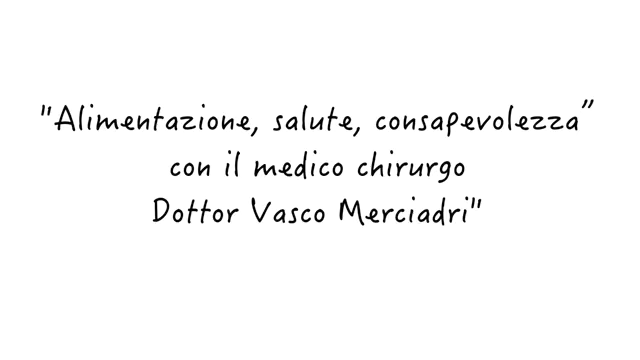 "Alimentazione, salute, consapevolezza”
con il medico chirurgo
Dottor Vasco Merciadri"